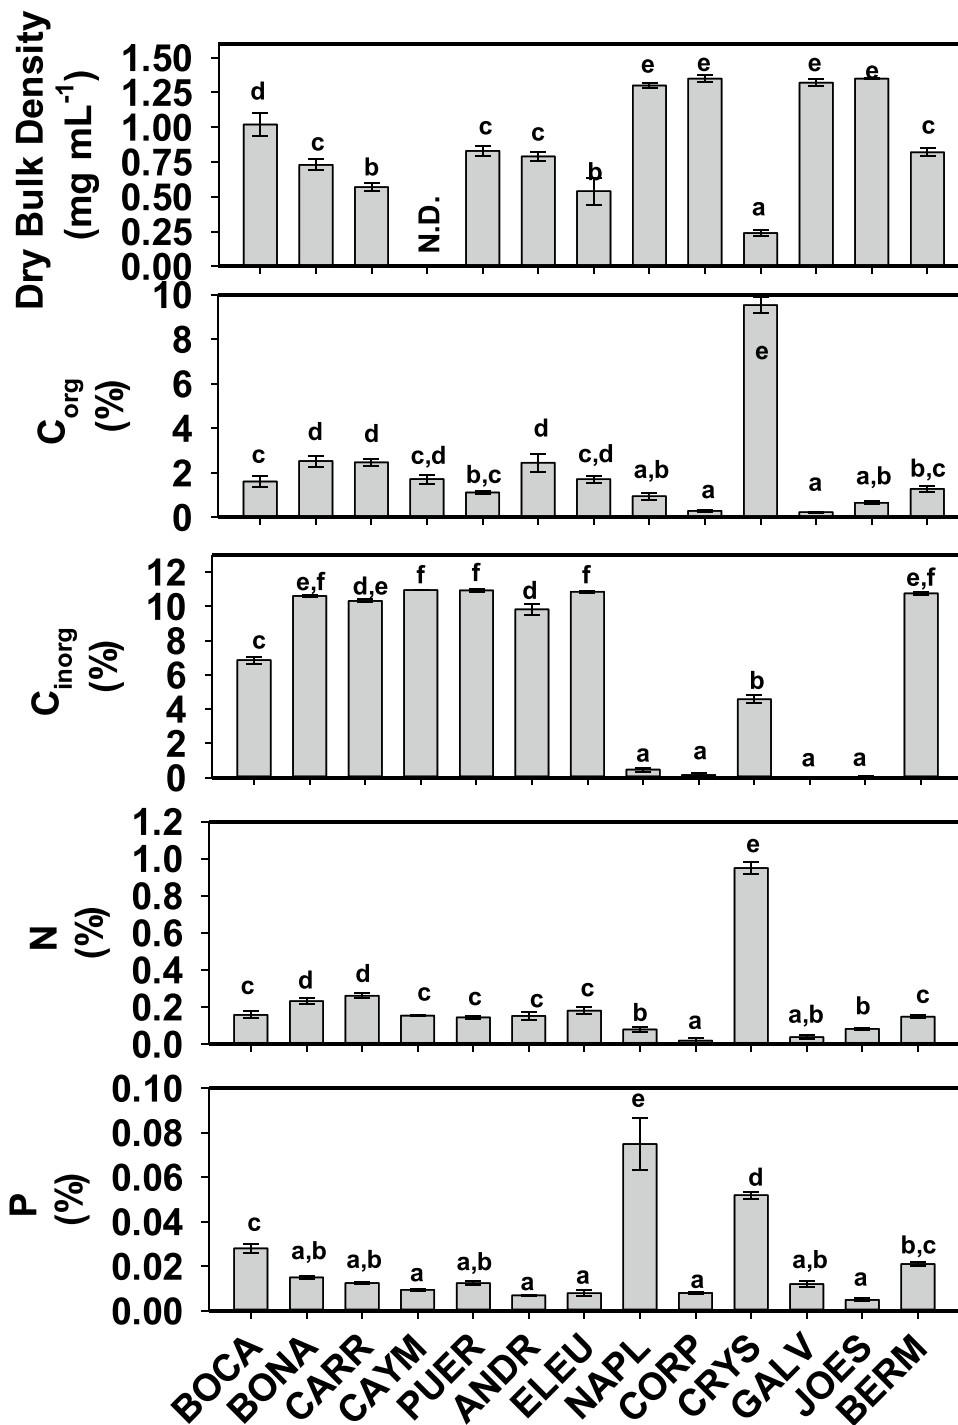 Dry Bulk Density
(mg mL-1)
1.50
1.25
1.00
0.75
0.50
0.25
0.00
d
c
b
N.D.
c
c
b
e
e
a
e
e
c
Corg
(%)
10
8
6
4
2
0
c
d
d
c,d
b,c
d
c,d
a,b
a
e
a
a,b
b,c
Cinorg
(%)
12
10
8
6
4
2
0
c
e,f
d,e
f
f
d
f
a
a
b
a
a
e,f
N
(%)
1.2
1.0
0.8
0.6
0.4
0.2
0.0
c
d
d
c
c
c
c
b
a
e
a,b
b
c
P
(%)
0.10
0.08
0.06
0.04
0.02
0.00
c
a,b
a,b
a
a,b
a
a
e
a
d
a,b
a
b,c
BOCA
BONA
CARR
CAYM
PUER
ANDR
ELEU
NAPL
CORP
CRYS
GALV
JOES
BERM